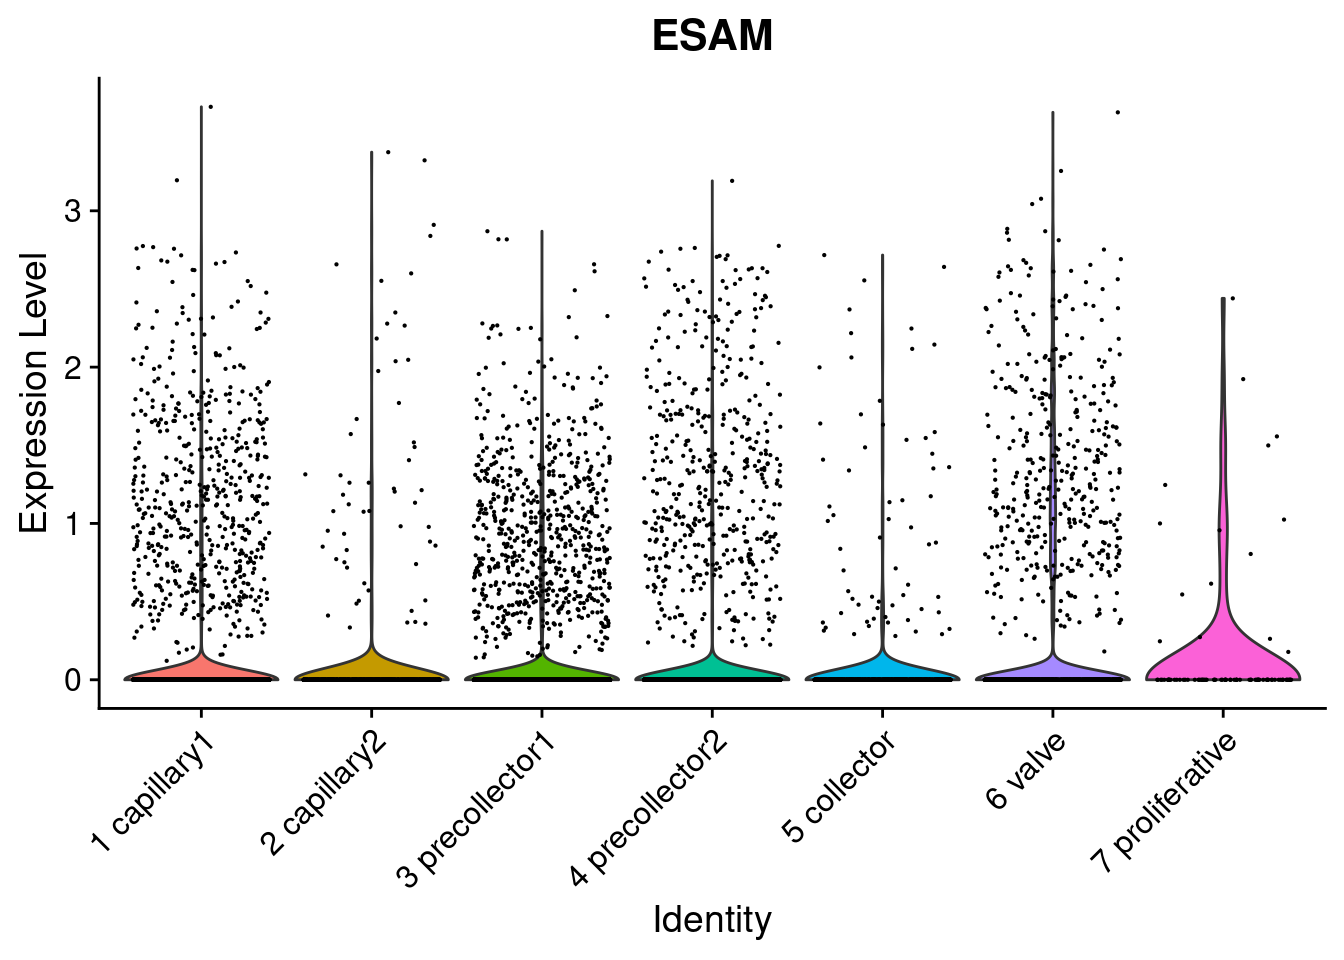 ESAM
Expression Level
3
2
1
0
1 capillary1
2 capillary2
3 precollector1
4 precollector2
5 collector
6 valve
7 proliferative
Identity